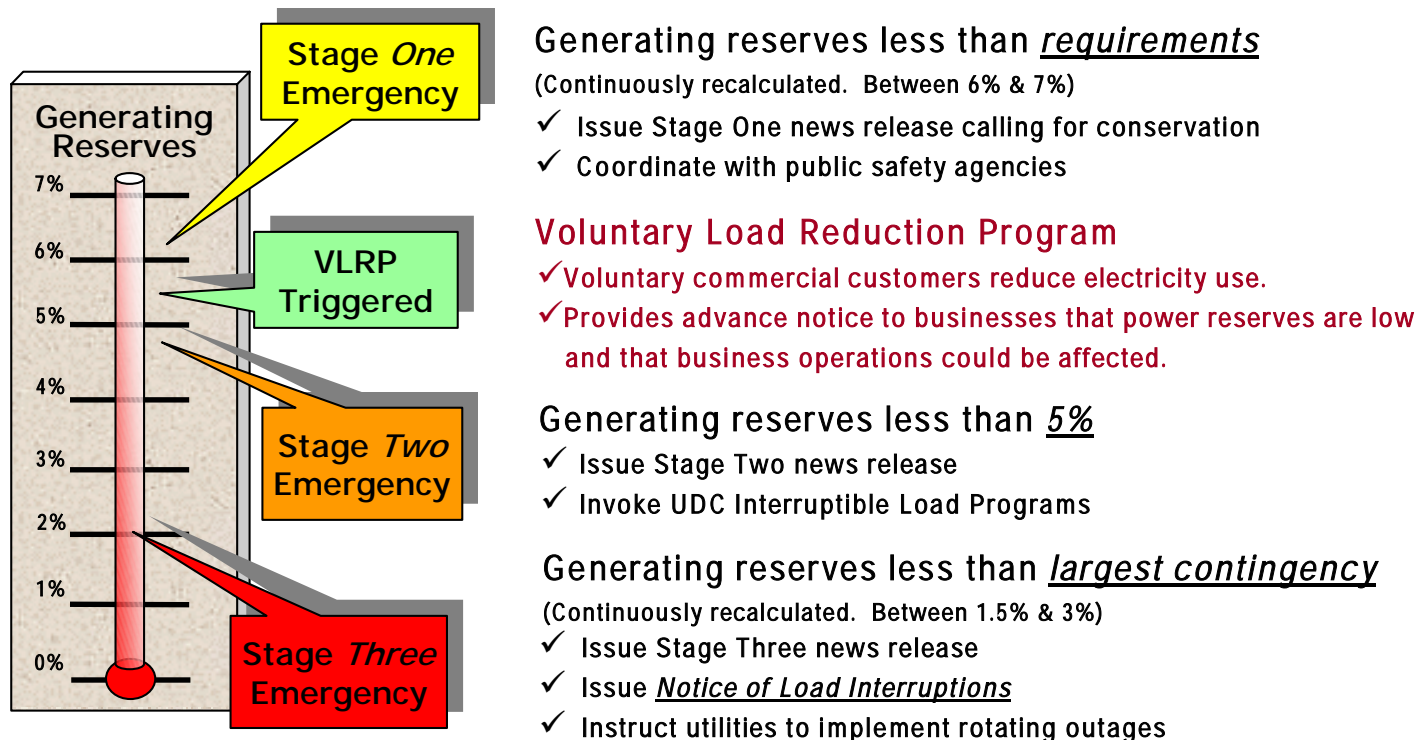 Generating
Reserves
7%
6%
5%
4%
3%
2%
1%
0%
Stage One
Emergency
VLRP
Triggered
Stage Two
Emergency
Stage Three
Emergency
Generating reserves less than requirements
(Continuously recalculated. Between 6% & 7%)
✓ Issue Stage One news release calling for conservation
✓ Coordinate with public safety agencies
Voluntary Load Reduction Program
✓Voluntary commercial customers reduce electricity use.
✓Provides advance notice to businesses that power reserves are low
and that business operations could be affected.
Generating reserves less than 5%
✓ Issue Stage Two news release
✓ Invoke UDC Interruptible Load Programs
Generating reserves less than largest contingency
(Continuously recalculated. Between 1.5% & 3%)
✓ Issue Stage Three news release
✓ Issue Notice of Load Interruptions
✓ Instruct utilities to implement rotating outages